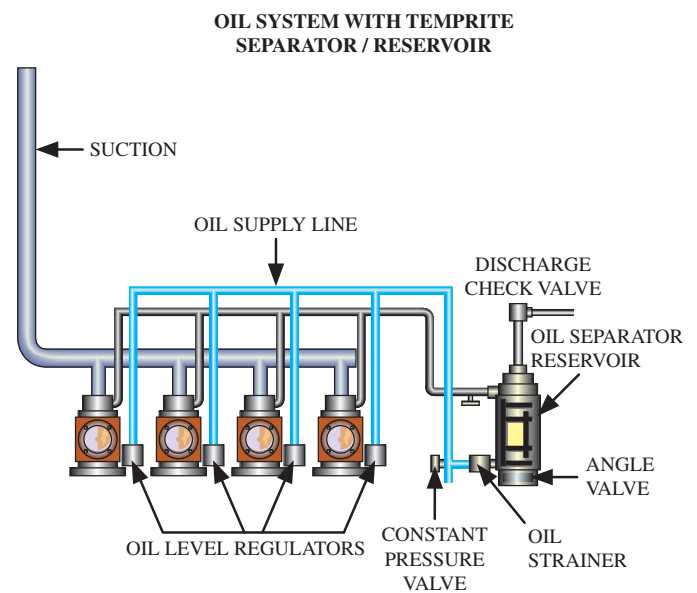 OIL SYSTEM WITH TEMPRITE
SEPARATOR / RESERVOIR
SUCTION
OIL SUPPLY LINE
DISCHARGE
CHECK VALVE
OIL SEPARATOR
RESERVOIR
ANGLE
VALVE
OIL LEVEL REGULATORS
CONSTANT
PRESSURE
VALVE
OIL
STRAINER